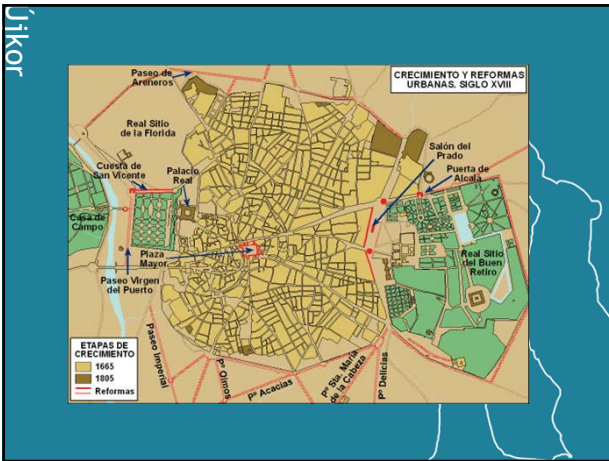 Újkor
CRECIMIENTO Y REFORMAS
URBANAS. SIGLO XVIII
Paseo de
Areneros
Real Sitio
de la Florida
Cuesta de
San Vicente
Palacio
Real
Salón del
Prado
Puerta de
Alcalá
Casa de
Campo
Plaza
Mayor
Real Sitio
del Buen
Retiro
Paseo Virgen
del Puerto
ETAPAS DE
CRECIMIENTO
1665
1805
Reformas
Paseo Imperial
Pº Olmos
Pº Acacias
Pº Sta. María
de la Cabeza
Pº Delicias